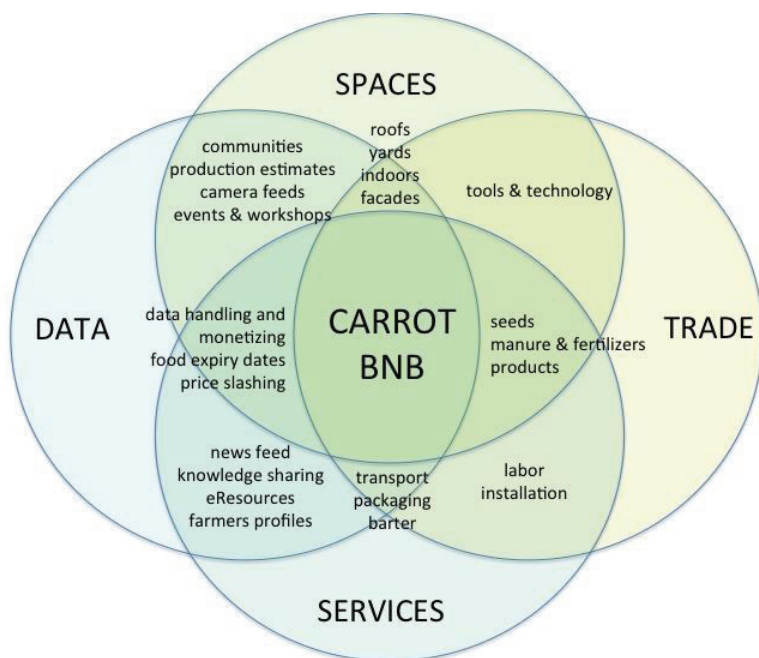 SPACES
communities
production estimates
camera feeds
events & workshops
roofs
yards
indoors
facades
tools & technology
DATA
data handling and
monetizing
food expiry dates
price slashing
CARROT
BNB
seeds
manure & fertilizers
products
TRADE
news feed
knowledge sharing
eResources
farmers profiles
transport
packaging
barter
labor
installation
SERVICES